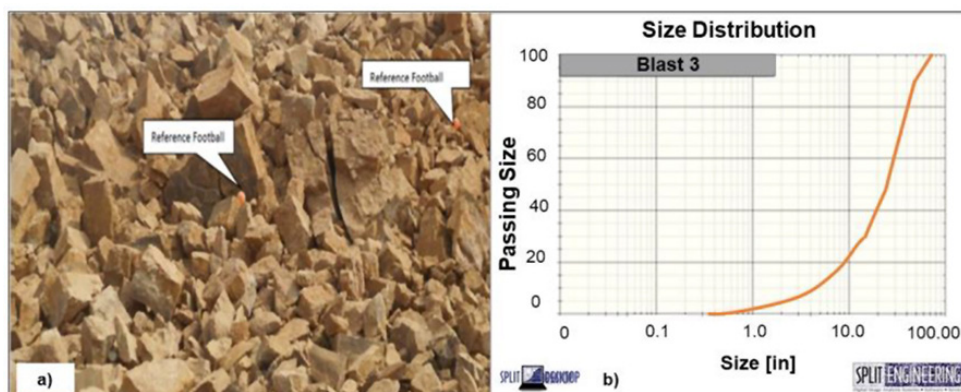 Reference Football
Reference Football
a)
Size Distribution
Blast 3
Passing Size
100
80
60
40
20
0
0
0.1
1.0
10.0
100.00
Size [in]
SPLIT DESKTOP
b)
SPLIT ENGINEERING